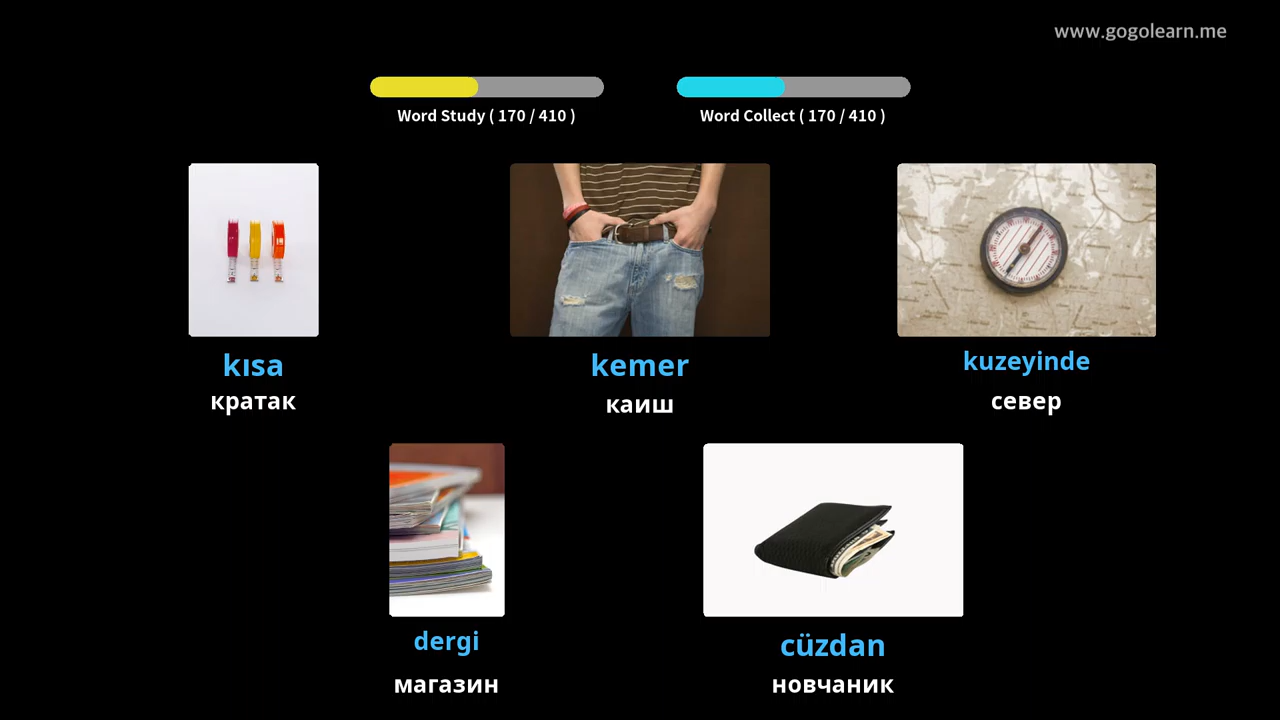 www.gogolearn.me
Word Study ( 170 / 410 )
Word Collect ( 170 / 410 )
kısa
кратак
kemer
каиш
kuzeyinde
север
dergi
магазин
cüzdan
новчаник